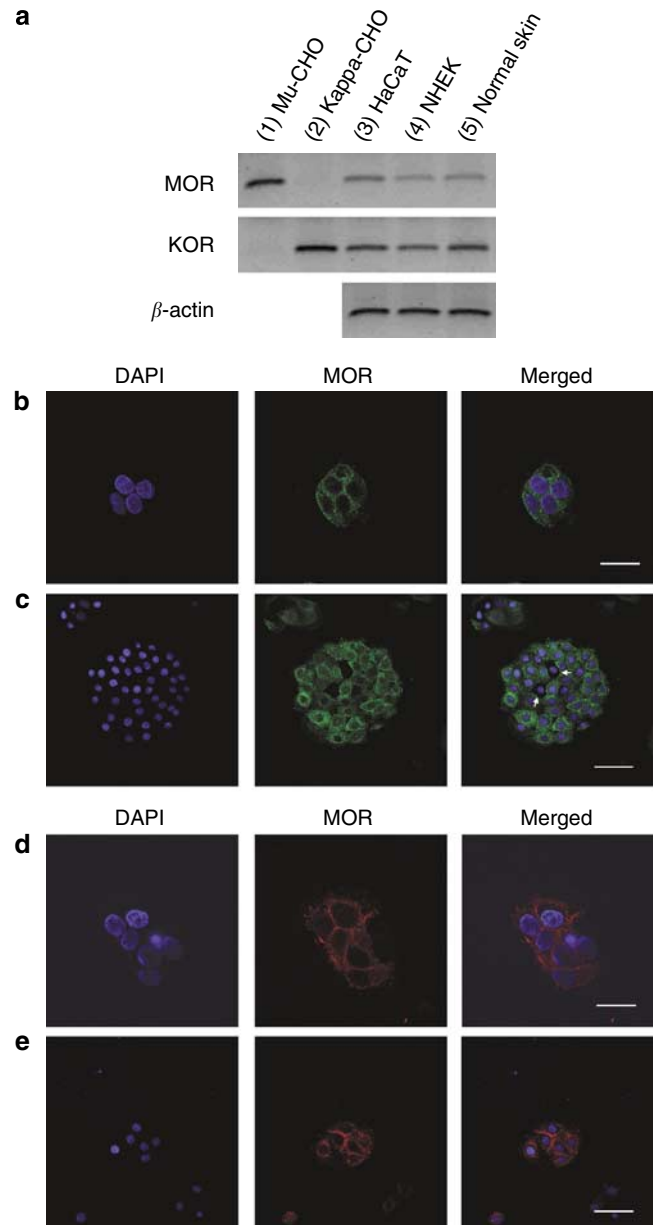 a
(1) Mu-CHO
(2) Kappa-CHO
(3) HaCaT
(4) NHEK
(5) Normal skin
MOR
KOR
β-actin
DAPI MOR Merged
b
c
DAPI MOR Merged
d
e